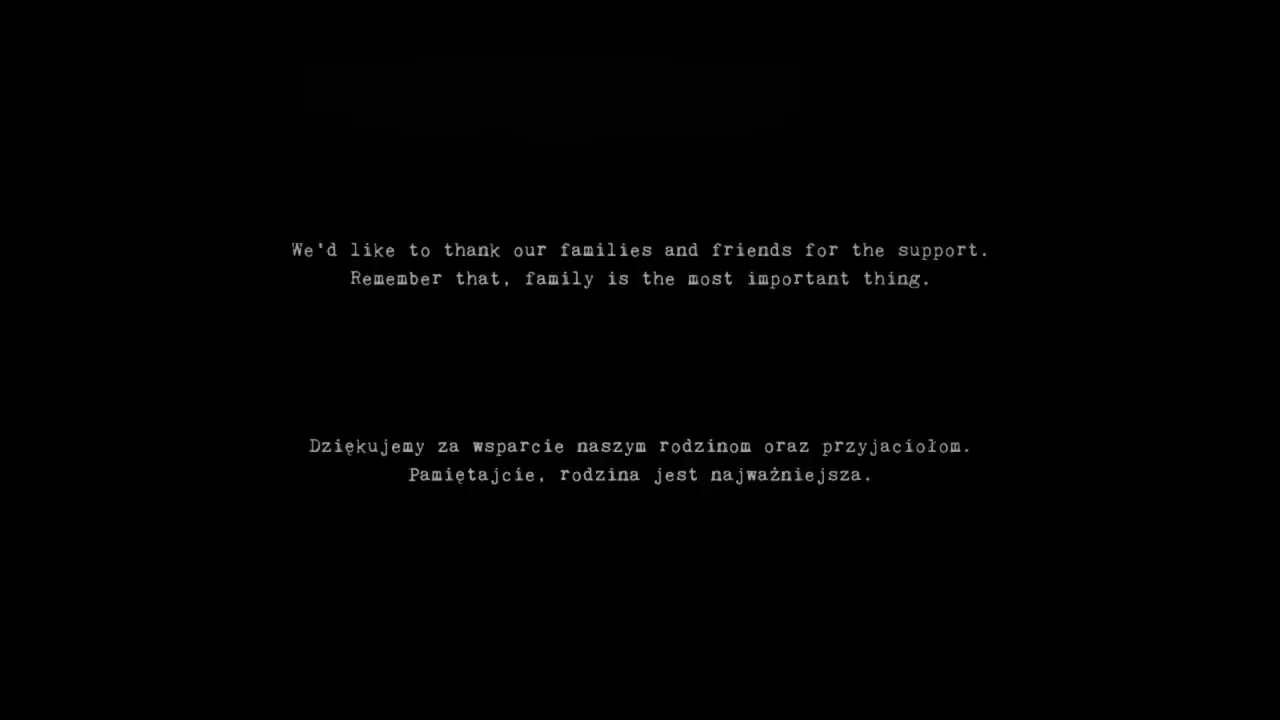 We'd like to thank our families and friends for the support.
Remember that, family is the most important thing.
Dziękujemy za wsparcie naszym rodzinom oraz przyjaciołom.
Pamiętajcie, rodzina jest najważniejsza.